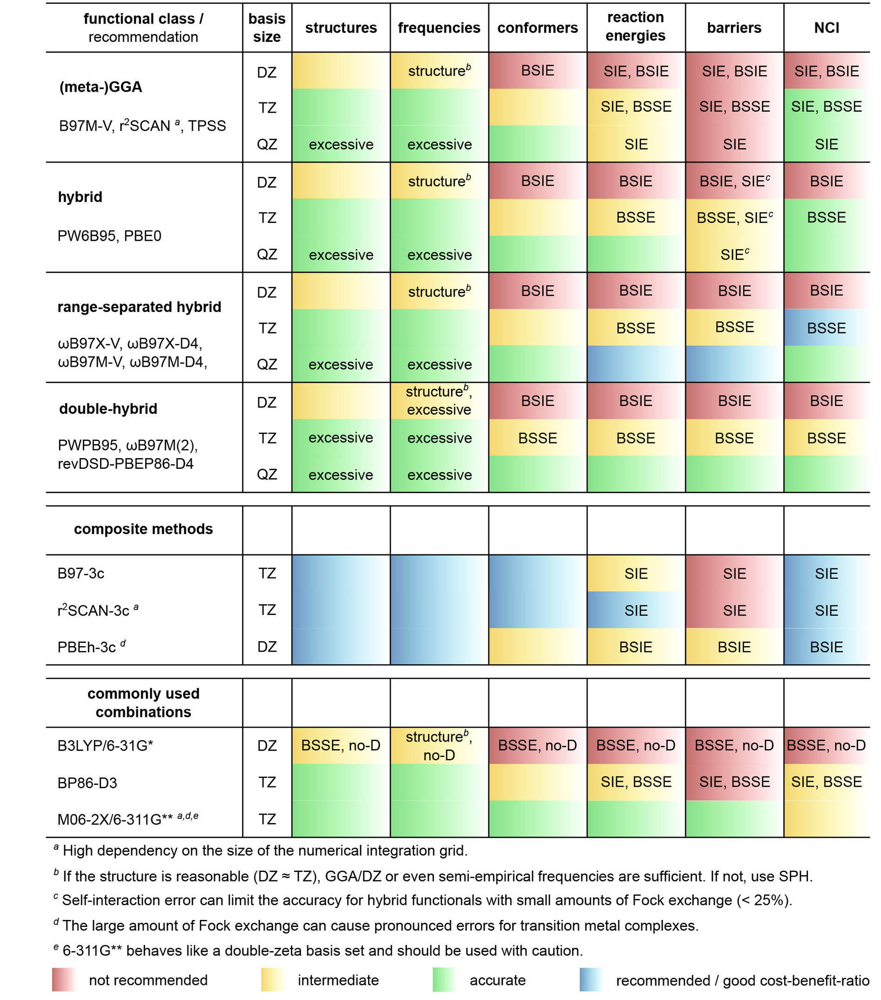 functional class /
recommendation
basis
size
structures
frequencies
conformers
reaction
energies
barriers
NCI
(meta-)GGA
B97M-V, r²SCAN ᵃ, TPSS
DZ
structureᵇ
BSIE
SIE, BSIE
SIE, BSIE
SIE, BSIE
TZ
SIE, BSSE
SIE, BSSE
SIE, BSSE
QZ
excessive
excessive
SIE
SIE
SIE
hybrid
PW6B95, PBE0
DZ
structureᵇ
BSIE
BSIE
BSIE, SIEᶜ
BSIE
TZ
BSSE
BSSE, SIEᶜ
BSSE
QZ
excessive
excessive
SIEᶜ
range-separated hybrid
ωB97X-V, ωB97X-D4,
ωB97M-V, ωB97M-D4,
DZ
structureᵇ
BSIE
BSIE
BSIE
BSIE
TZ
BSSE
BSSE
BSSE
QZ
excessive
excessive
double-hybrid
PWPB95, ωB97M(2),
revDSD-PBEP86-D4
DZ
structureᵇ,
excessive
BSIE
BSIE
BSIE
BSIE
TZ
excessive
excessive
BSSE
BSSE
BSSE
BSSE
QZ
excessive
excessive
composite methods
B97-3c
TZ
SIE
SIE
SIE
r²SCAN-3c ᵃ
TZ
SIE
SIE
SIE
PBEh-3c ᵈ
DZ
BSIE
BSIE
BSIE
commonly used
combinations
B3LYP/6-31G*
DZ
BSSE, no-D
structureᵇ,
no-D
BSSE, no-D
BSSE, no-D
BSSE, no-D
BSSE, no-D
BP86-D3
TZ
SIE, BSSE
SIE, BSSE
SIE, BSSE
M06-2X/6-311G** ᵃ,ᵈ,ᵉ
TZ
ᵃ High dependency on the size of the numerical integration grid.
ᵇ If the structure is reasonable (DZ ≈ TZ), GGA/DZ or even semi-empirical frequencies are sufficient. If not, use SPH.
ᶜ Self-interaction error can limit the accuracy for hybrid functionals with small amounts of Fock exchange (< 25%).
ᵈ The large amount of Fock exchange can cause pronounced errors for transition metal complexes.
ᵉ 6-311G** behaves like a double-zeta basis set and should be used with caution.
not recommended
intermediate
accurate
recommended / good cost-benefit-ratio